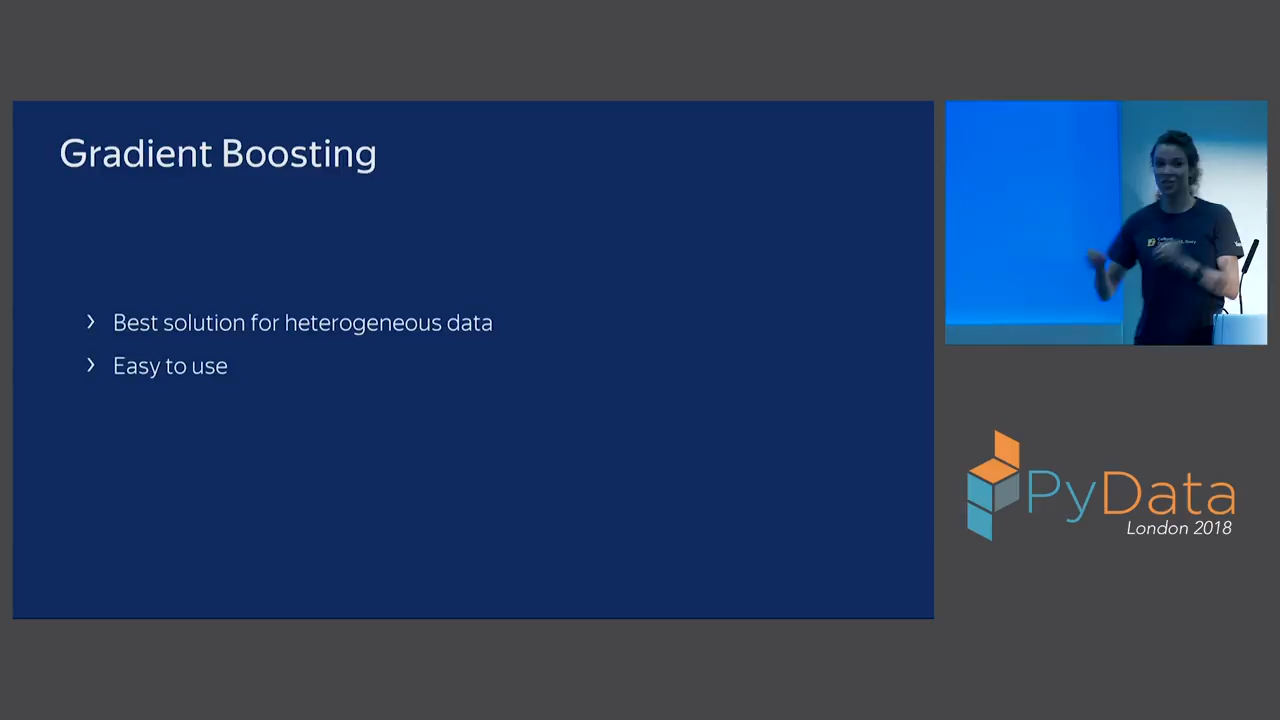 Gradient Boosting
› Best solution for heterogeneous data
› Easy to use
PyData
London 2018